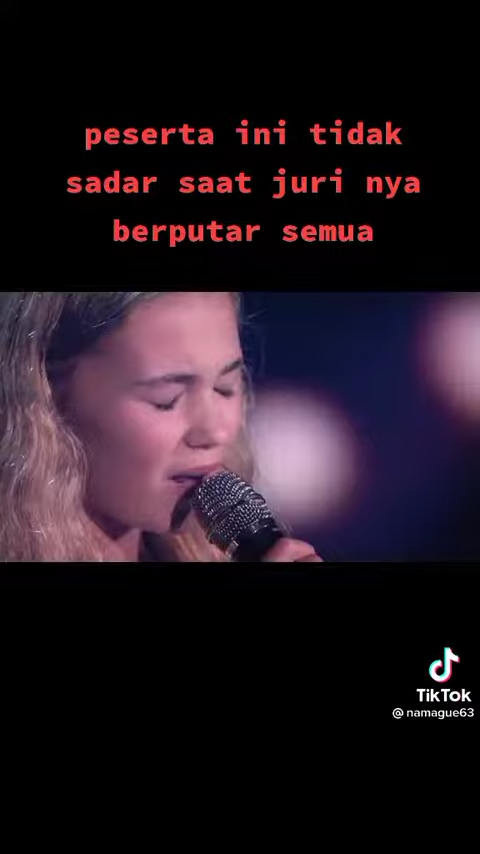 peserta ini tidak
sadar saat juri nya
berputar semua
TikTok
@namague63